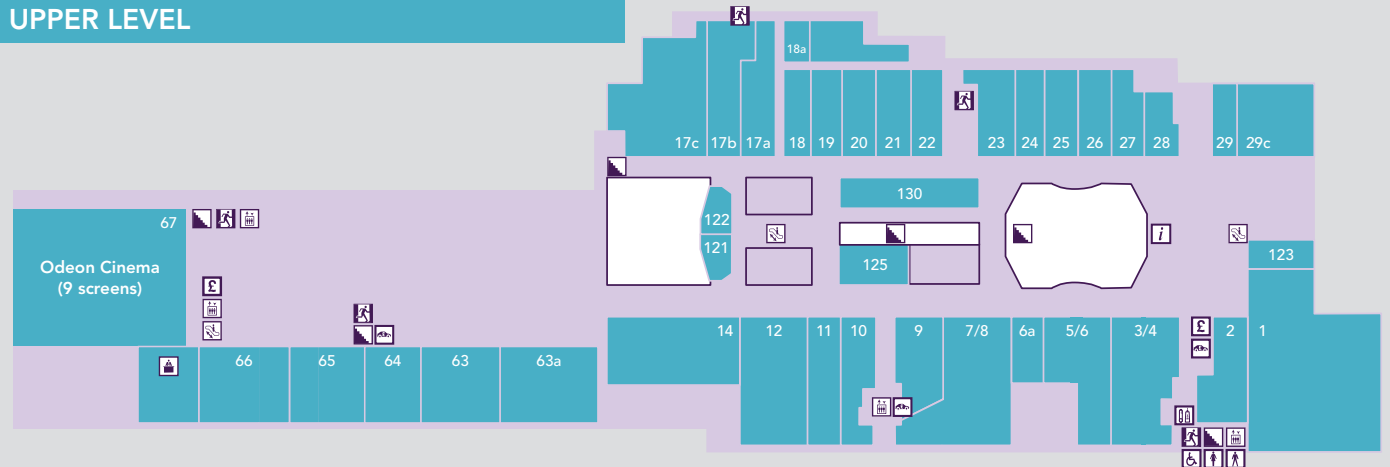 UPPER LEVEL
18a
17c 17b 17a 18 19 20 21 22 23 24 25 26 27 28 29 29c
130
67
122
121
125
i
123
Odeon Cinema
(9 screens)
£
14 12 11 10 9 7/8 6a 5/6 3/4 £ 2 1
66 65 64 63 63a